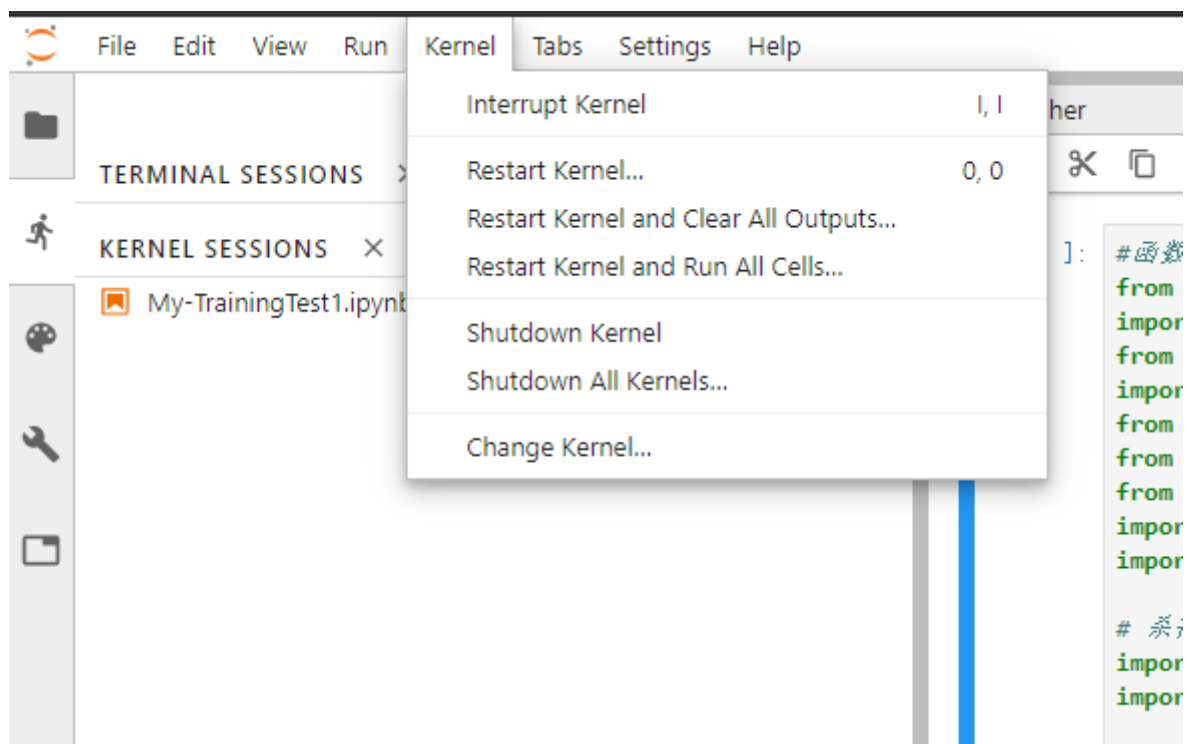 File Edit View Run Kernel Tabs Settings Help
Interrupt Kernel I, I
her
TERMINAL SESSIONS
Restart Kernel... 0, 0
Restart Kernel and Clear All Outputs...
KERNEL SESSIONS ×
]: #函数
Restart Kernel and Run All Cells...
from
My-TrainingTest1.ipynb
impor
Shutdown Kernel
from
Shutdown All Kernels...
impor
from
Change Kernel...
from
from
impor
impor
#
impor
impor